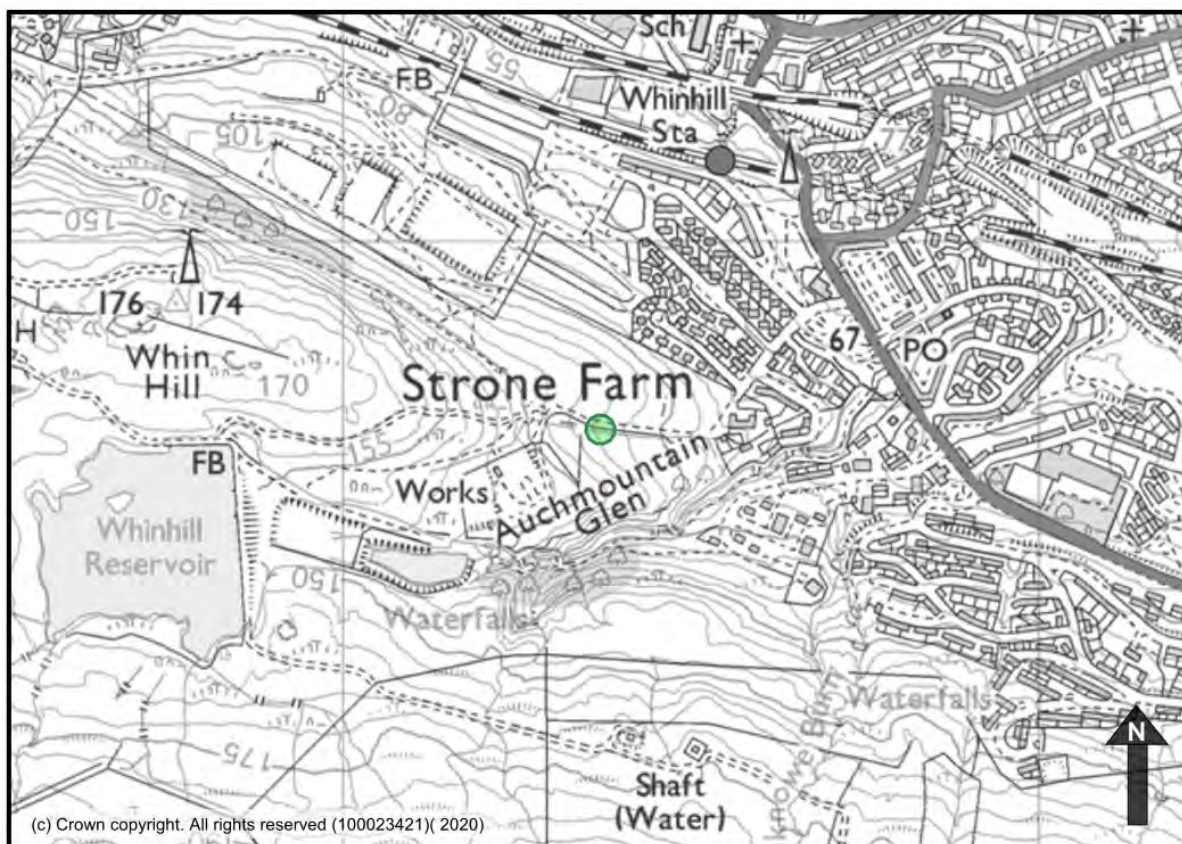 Sch
55
FB
Whinhill
Sta
80
77
105
130
150
176
174
H
Whin
Hill
170
67
PO
Strone Farm
155
FB
Works
Auchmountain
Glen
Whinhill
Reservoir
150
Waterfalls
Waterfalls
175
Shaft
(Water)
Burn
N
(c) Crown copyright. All rights reserved (100023421)( 2020)